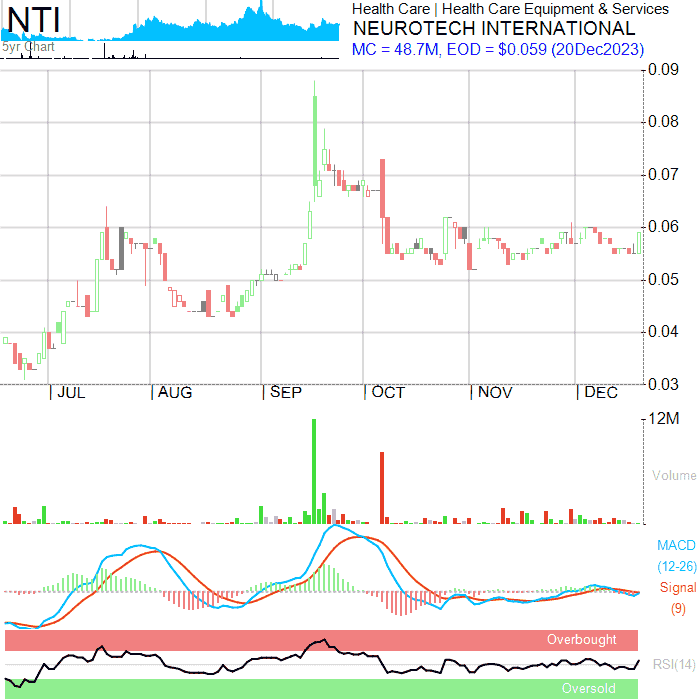 NTI
5yr Chart
Health Care | Health Care Equipment & Services
NEUROTECH INTERNATIONAL
MC = 48.7M, EOD = $0.059 (20Dec2023)
0.09
0.08
0.07
0.06
0.05
0.04
0.03
| JUL | AUG | SEP | OCT | NOV | DEC
12M
Volume
MACD
(12-26)
Signal
(9)
Overbought
RSI(14)
Oversold